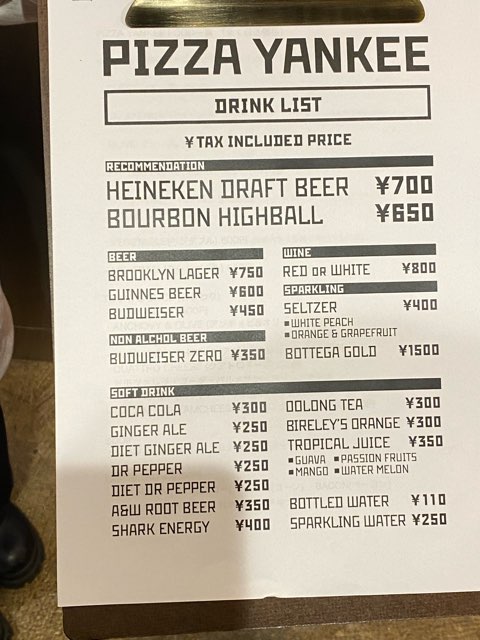 PIZZA YANKEE
DRINK LIST
¥TAX INCLUDED PRICE
RECOMMENDATION
HEINEKEN DRAFT BEER ¥700
BOURBON HIGHBALL ¥650
BEER
BROOKLYN LAGER ¥750
GUINNES BEER ¥600
BUDWEISER ¥450
NON ALCHOL BEER
BUDWEISER ZERO ¥350
WINE
RED OR WHITE ¥800
SPARKLING
SELTZER ¥400
▪WHITE PEACH
▪ORANGE & GRAPEFRUIT
BOTTEGA GOLD ¥1500
SOFT DRINK
COCA COLA ¥300
GINGER ALE ¥250
DIET GINGER ALE ¥250
DR PEPPER ¥250
DIET DR PEPPER ¥250
A&W ROOT BEER ¥350
SHARK ENERGY ¥400
OOLONG TEA ¥300
BIRELEY'S ORANGE ¥300
TROPICAL JUICE ¥350
▪GUAVA ▪PASSION FRUITS
▪MANGO ▪WATER MELON
BOTTLED WATER ¥110
SPARKLING WATER ¥250